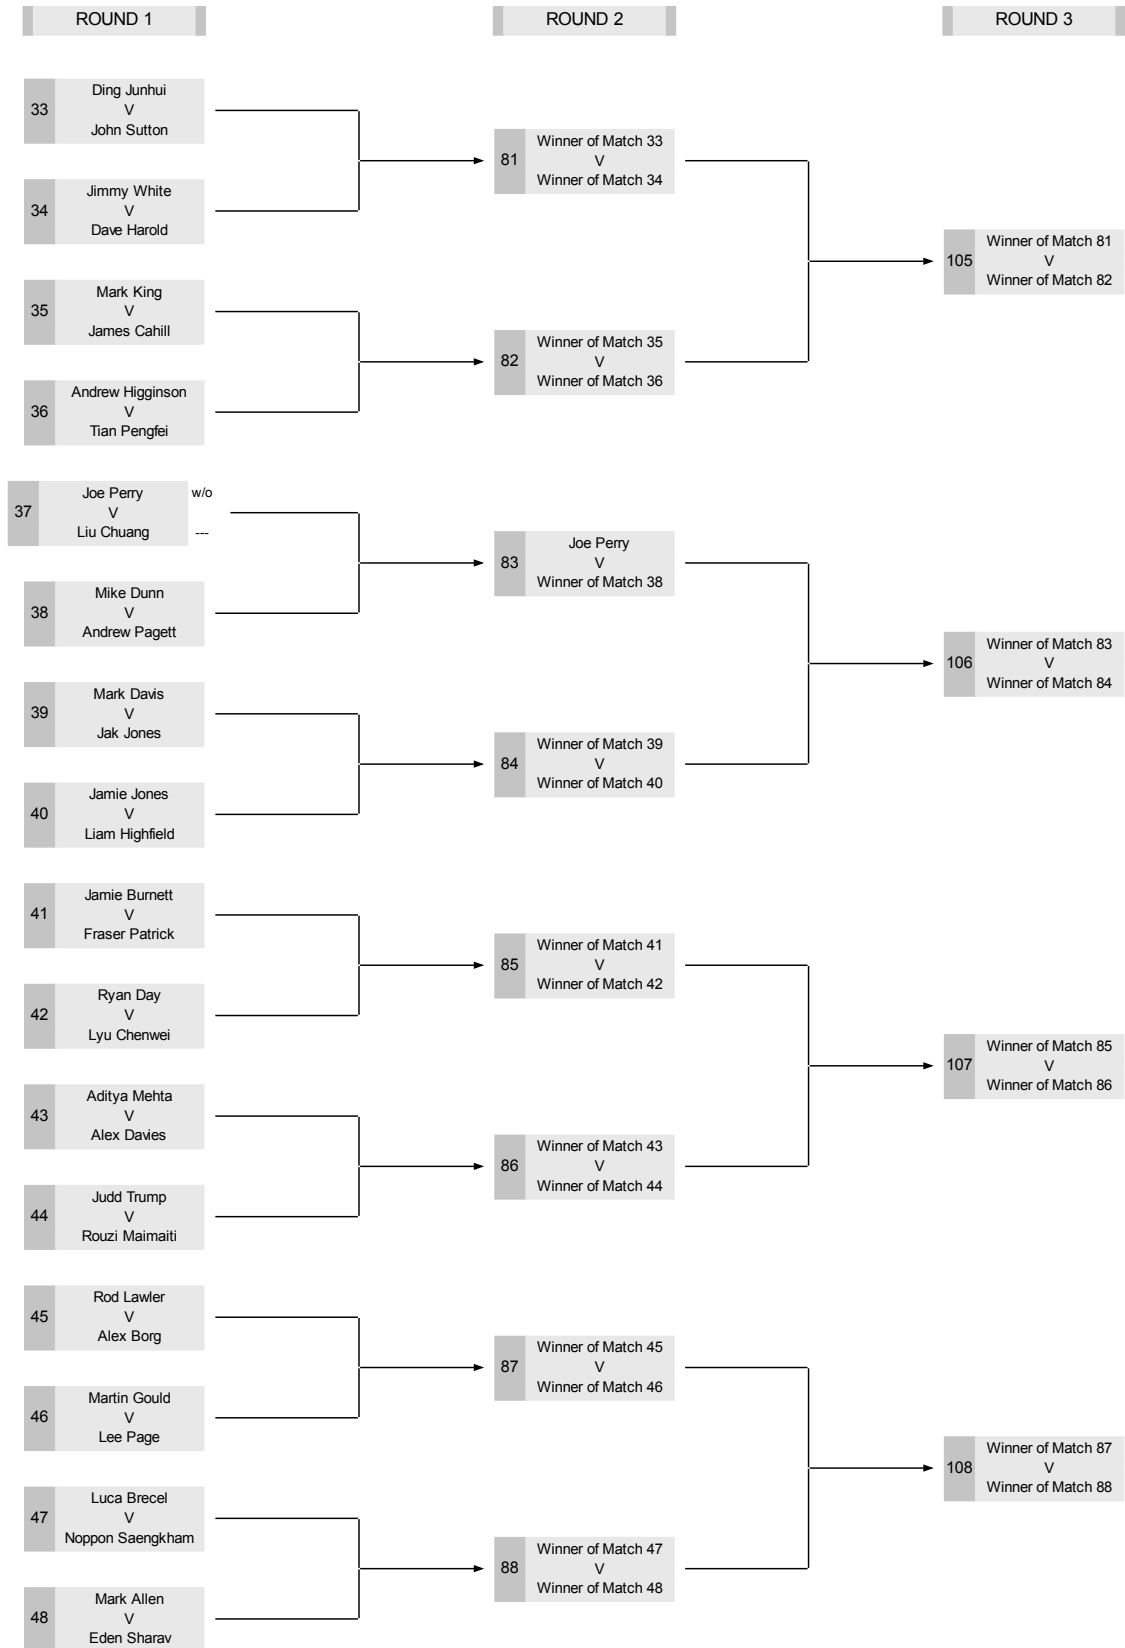 ROUND 1
ROUND 2
ROUND 3
33
Ding Junhui
V
John Sutton
34
Jimmy White
V
Dave Harold
35
Mark King
V
James Cahill
36
Andrew Higginson
V
Tian Pengfei
37
Joe Perry
w/o
V
Liu Chuang
---
38
Mike Dunn
V
Andrew Pagett
39
Mark Davis
V
Jak Jones
40
Jamie Jones
V
Liam Highfield
41
Jamie Burnett
V
Fraser Patrick
42
Ryan Day
V
Lyu Chenwei
43
Aditya Mehta
V
Alex Davies
44
Judd Trump
V
Rouzi Maimaiti
45
Rod Lawler
V
Alex Borg
46
Martin Gould
V
Lee Page
47
Luca Brecel
V
Noppon Saengkham
48
Mark Allen
V
Eden Sharav
81
Winner of Match 33
V
Winner of Match 34
82
Winner of Match 35
V
Winner of Match 36
83
Joe Perry
V
Winner of Match 38
84
Winner of Match 39
V
Winner of Match 40
85
Winner of Match 41
V
Winner of Match 42
86
Winner of Match 43
V
Winner of Match 44
87
Winner of Match 45
V
Winner of Match 46
88
Winner of Match 47
V
Winner of Match 48
105
Winner of Match 81
V
Winner of Match 82
106
Winner of Match 83
V
Winner of Match 84
107
Winner of Match 85
V
Winner of Match 86
108
Winner of Match 87
V
Winner of Match 88